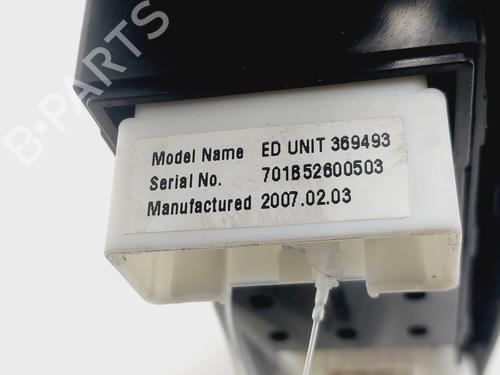 B-PARTS
Model Name ED UNIT 369493
Serial No. 701B52600503
Manufactured 2007.02.03